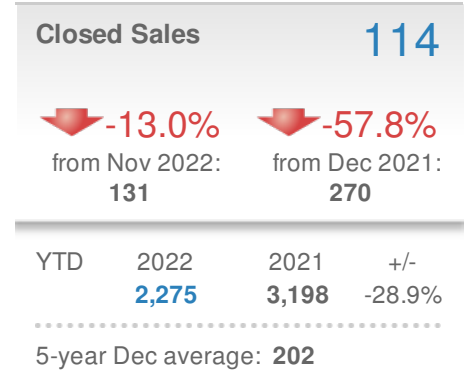 Closed Sales 114
-13.0% -57.8%
from Nov 2022: from Dec 2021:
131 270
YTD 2022 2021 +/-
2,275 3,198 -28.9%
5-year Dec average: 202